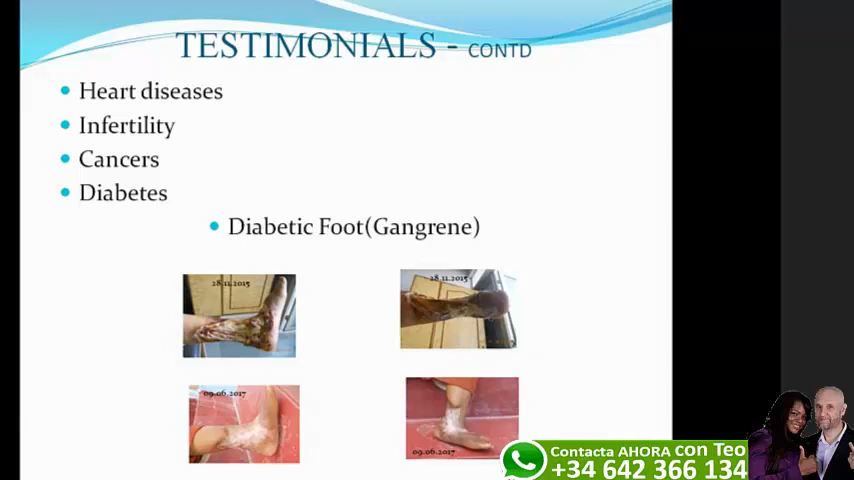 TESTIMONIALS - CONTD
Heart diseases
Infertility
Cancers
Diabetes
Diabetic Foot(Gangrene)
28.11.2015
28.11.2015
09.06.2017
09.06.2017
Contacta AHORA con Teo
+34 642 366 134